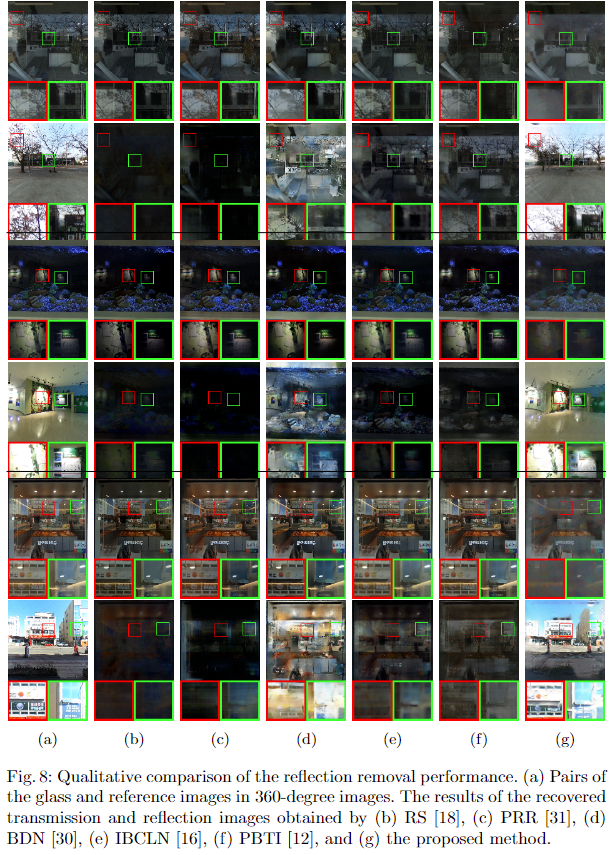 (a) (b) (c) (d) (e) (f) (g)
Fig. 8: Qualitative comparison of the reflection removal performance. (a) Pairs of
the glass and reference images in 360-degree images. The results of the recovered
transmission and reflection images obtained by (b) RS [18], (c) PRR [31], (d)
BDN [30], (e) IBCLN [16], (f) PBTI [12], and (g) the proposed method.